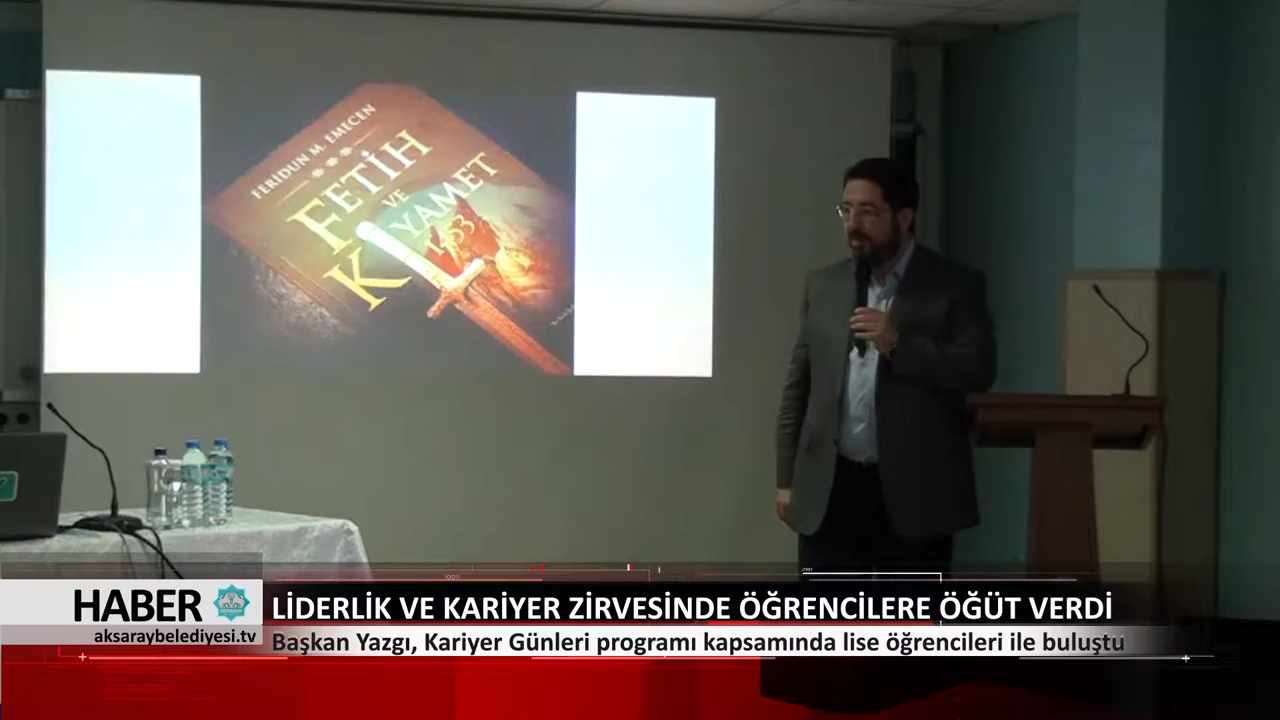 FERIDUN M. EMECEN
FETİH
VE
KIYAMET
1453
100%
HABER
aksaraybelediyesi.tv
LİDERLİK VE KARİYER ZİRVESİNDE ÖĞRENCİLERE ÖĞÜT VERDİ
Başkan Yazgı, Kariyer Günleri programı kapsamında lise öğrencileri ile buluştu